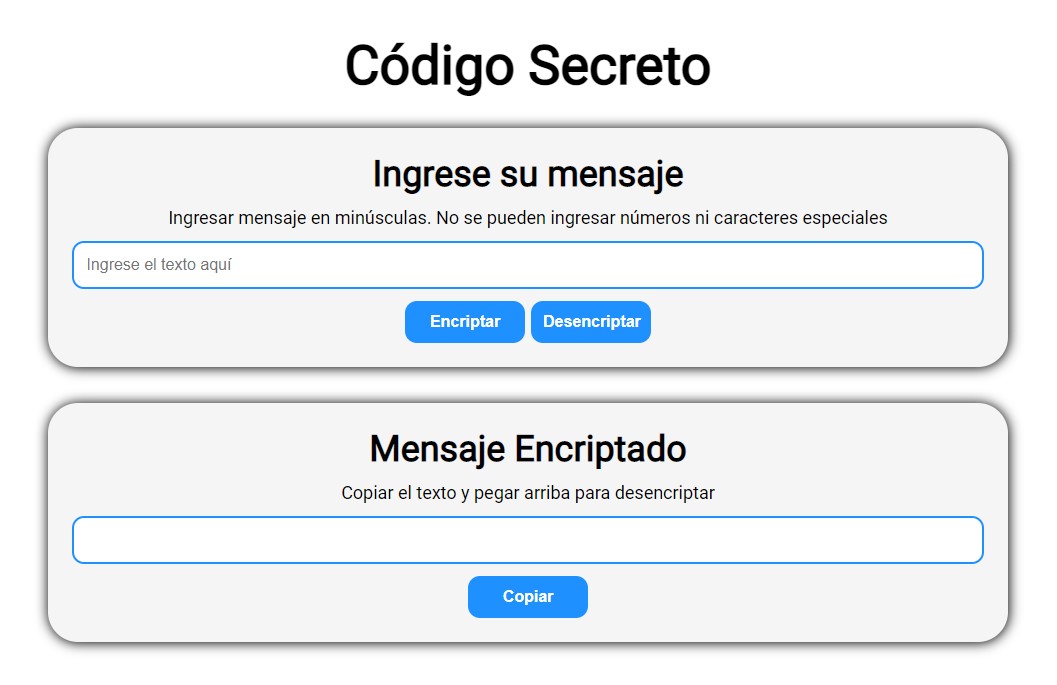 Código Secreto
Ingrese su mensaje
Ingresar mensaje en minúsculas. No se pueden ingresar números ni caracteres especiales
Ingrese el texto aquí
Encriptar Desencriptar
Mensaje Encriptado
Copiar el texto y pegar arriba para desencriptar
Copiar